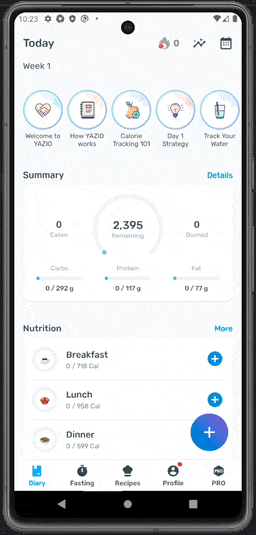 10:23
Today
0
Week 1
Welcome to YAZIO
How YAZIO works
Calorie Tracking 101
Day 1 Strategy
Track Your Water
Summary
Details
0
Eaten
2,395
Remaining
0
Burned
Carbs
Protein
Fat
0 / 292 g
0 / 117 g
0 / 77 g
Nutrition
More
Breakfast
0 / 718 Cal
Lunch
0 / 958 Cal
Dinner
0 / 599 Cal
Diary
Fasting
Recipes
Profile
PRO
PRO